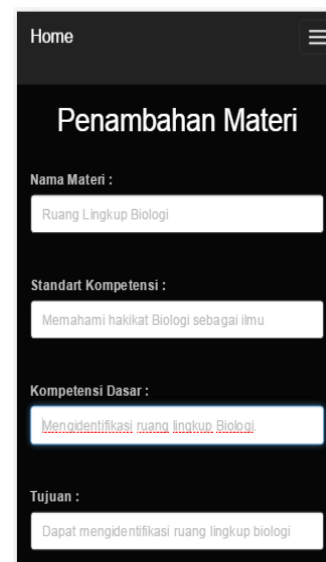 Home
Penambahan Materi
Nama Materi :
Ruang Lingkup Biologi
Standart Kompetensi :
Memahami hakikat Biologi sebagai ilmu
Kompetensi Dasar :
Mengidentifikasi ruang lingkup Biologi.
Tujuan :
Dapat mengidentifikasi ruang lingkup biologi